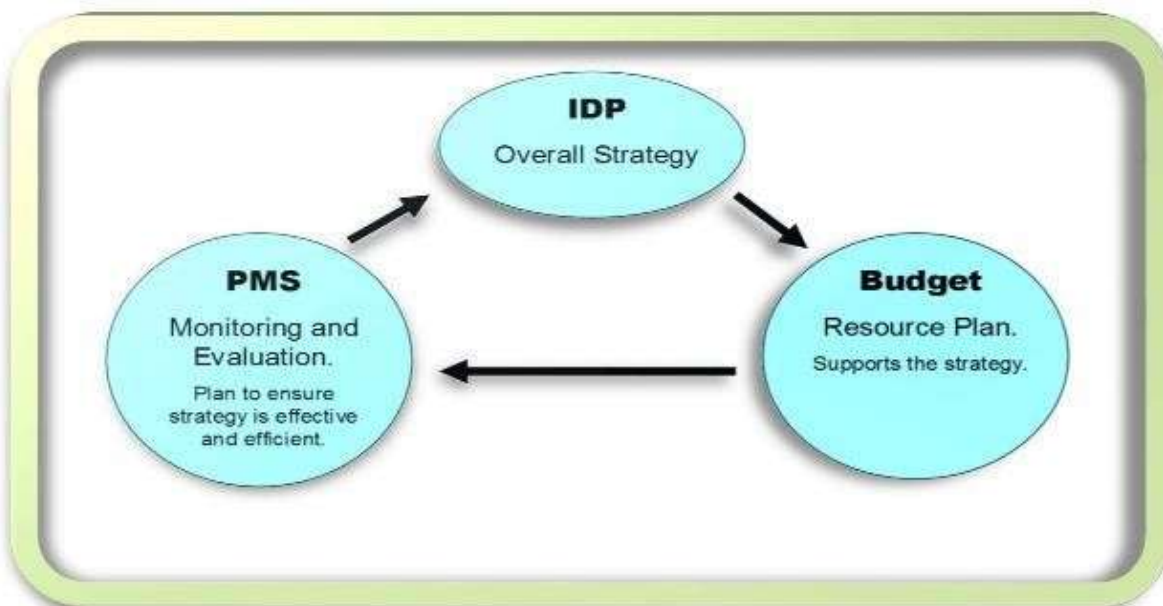 IDP
Overall Strategy
PMS
Monitoring and
Evaluation.
Plan to ensure
strategy is effective
and efficient.
Budget
Resource Plan.
Supports the strategy.